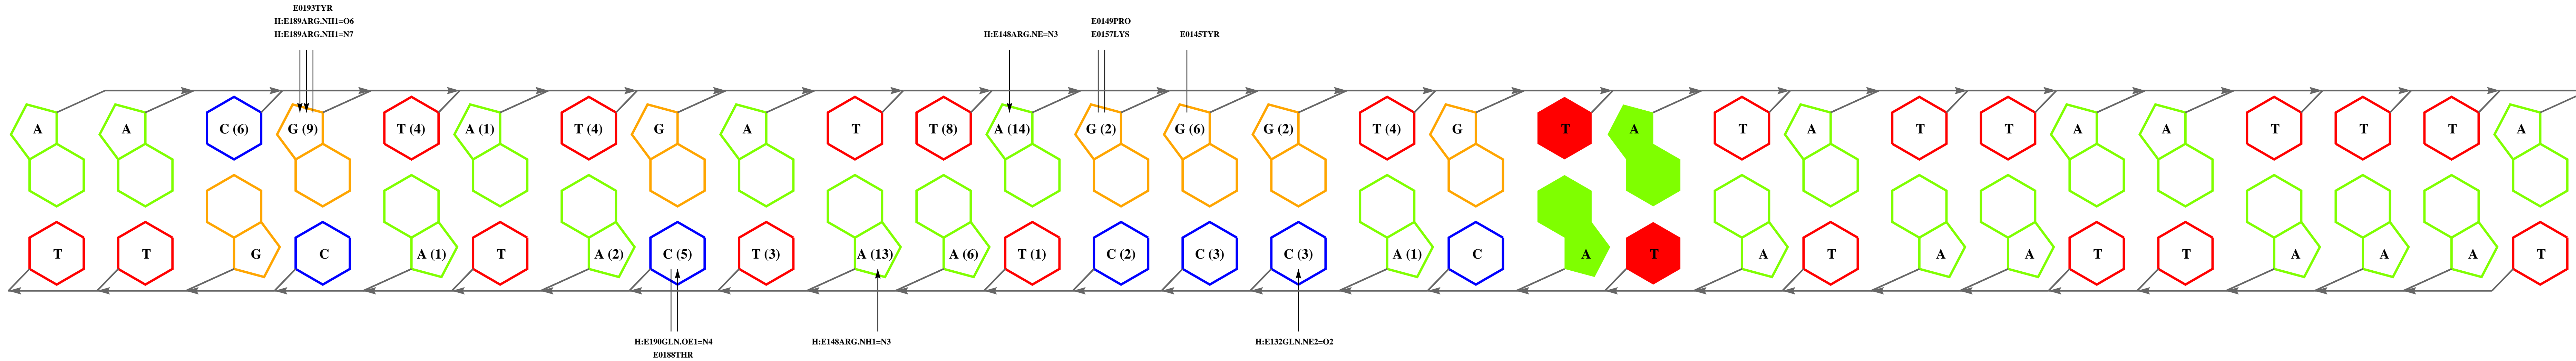 E0193TYR
H:E189ARG.NH1=O6 E0149PRO
H:E189ARG.NH1=N7 H:E148ARG.NE=N3 E0157LYS E0145TYR
A A C (6) G (9) T (4) A (1) T (4) G A T T (8) A (14) G (2) G (6) G (2) T (4) G T A T A T T A A T T T A
T T G C A (1) T A (2) C (5) T (3) A (13) A (6) T (1) C (2) C (3) C (3) A (1) C A T A T A A T T A A A T
H:E190GLN.OE1=N4 H:E148ARG.NH1=N3 H:E132GLN.NE2=O2
E0188THR